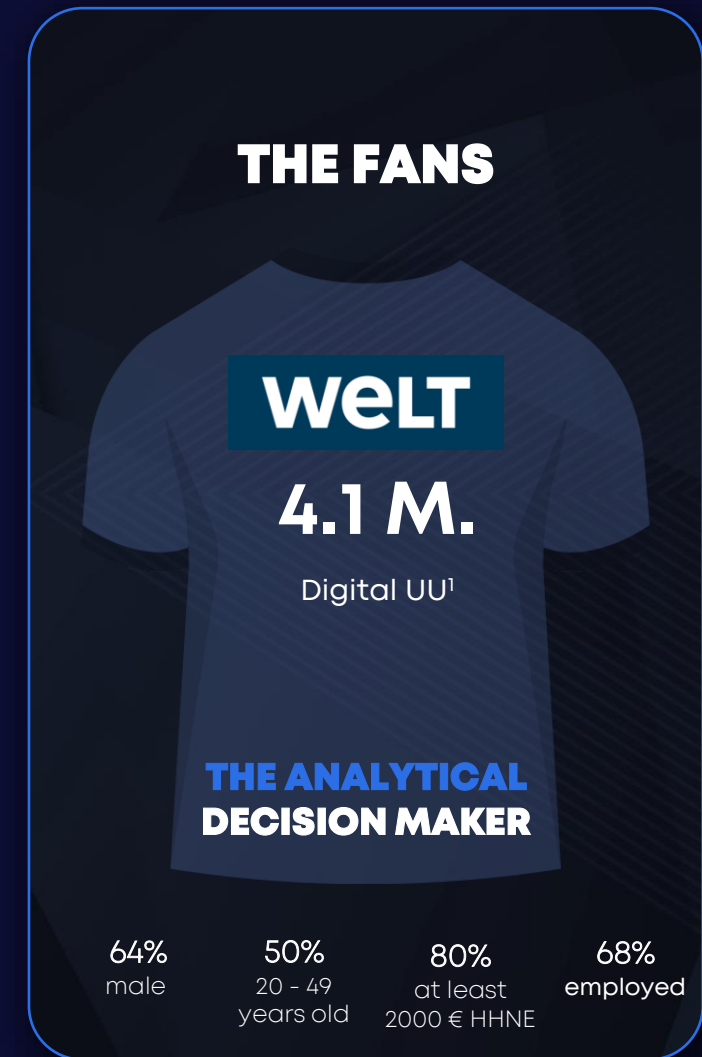 THE FANS
WELT
4.1 M.
Digital UU¹
THE ANALYTICAL
DECISION MAKER
64%
male
50%
20 - 49
years old
80%
at least
2000 € HHNE
68%
employed